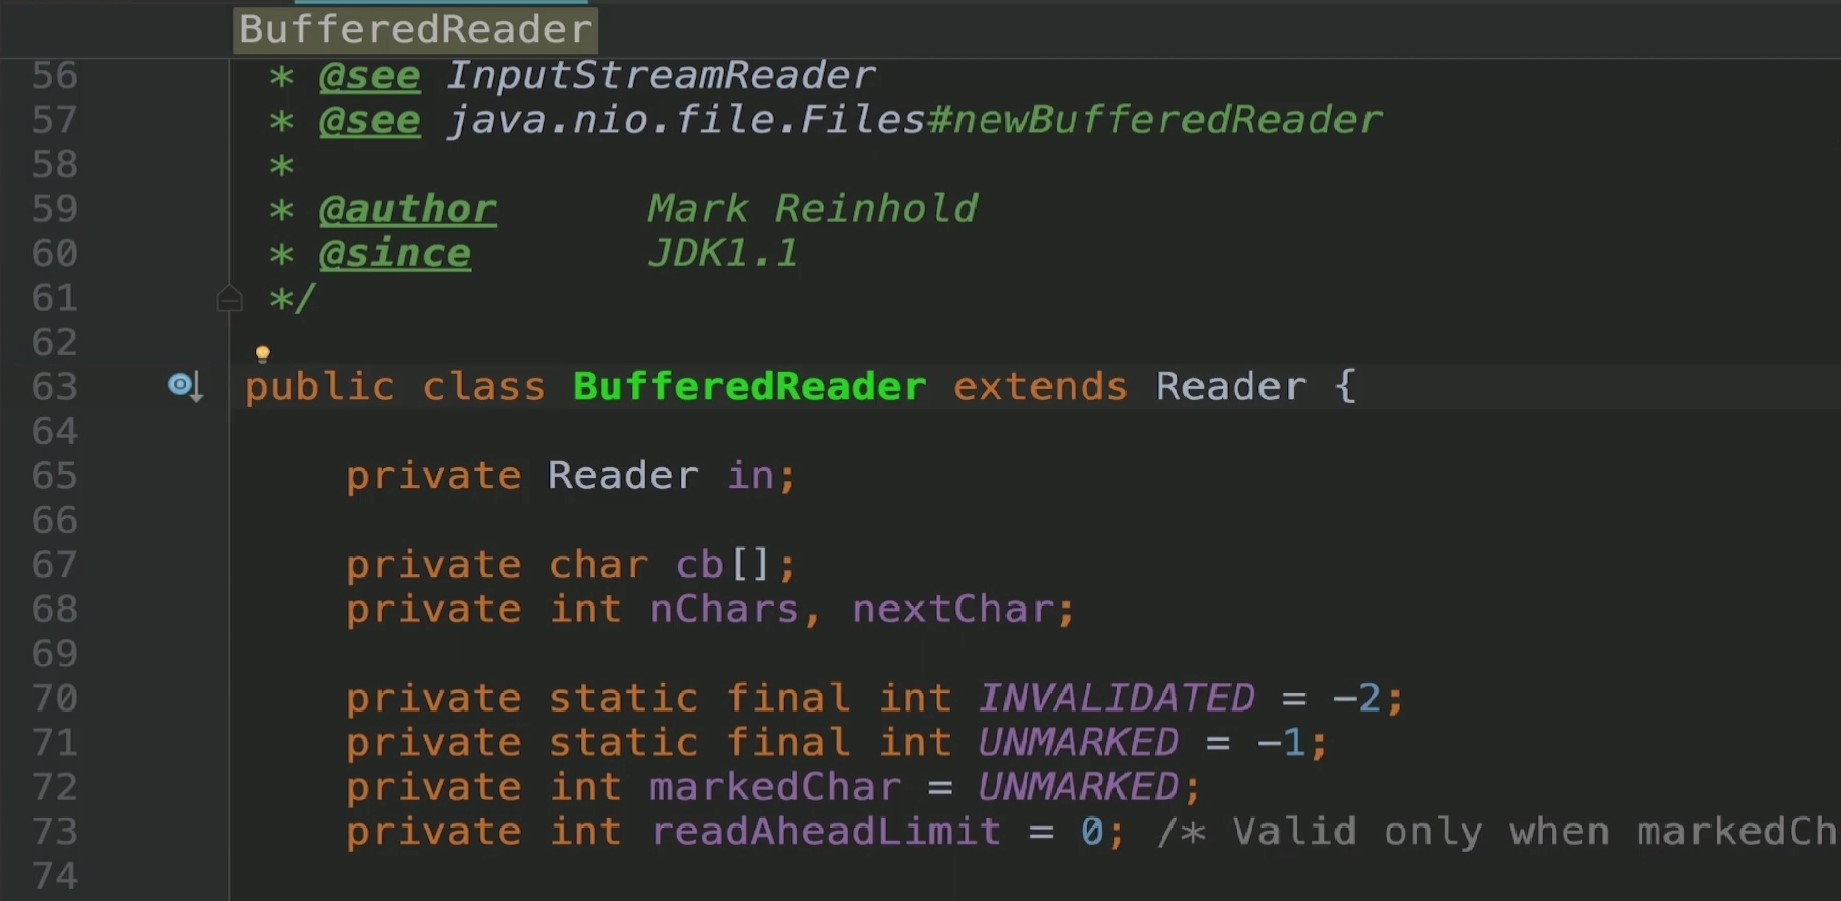 BufferedReader
56 * @see InputStreamReader
57 * @see java.nio.file.Files#newBufferedReader
58 *
59 * @author Mark Reinhold
60 * @since JDK1.1
61 */
62
63 public class BufferedReader extends Reader {
64
65 private Reader in;
66
67 private char cb[];
68 private int nChars, nextChar;
69
70 private static final int INVALIDATED = -2;
71 private static final int UNMARKED = -1;
72 private int markedChar = UNMARKED;
73 private int readAheadLimit = 0; /* Valid only when markedCh
74